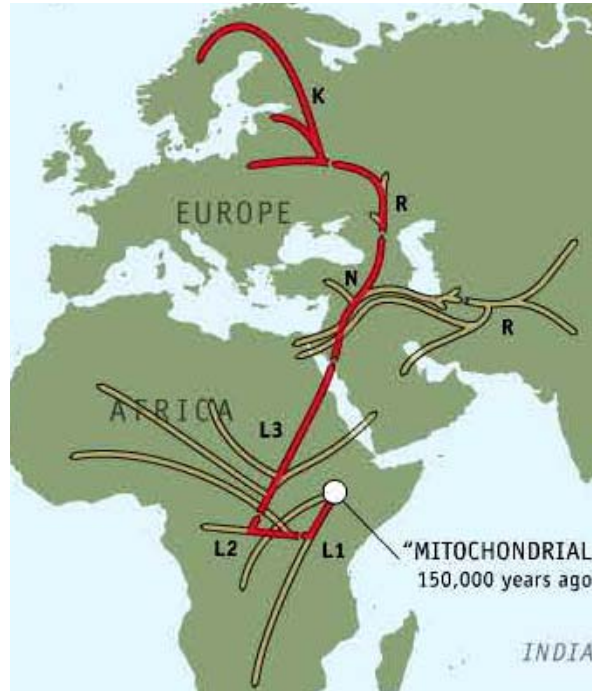 K
EUROPE
R
N
R
AFRICA
L3
L2
L1
"MITOCHONDRIAL
150,000 years ago
INDIA